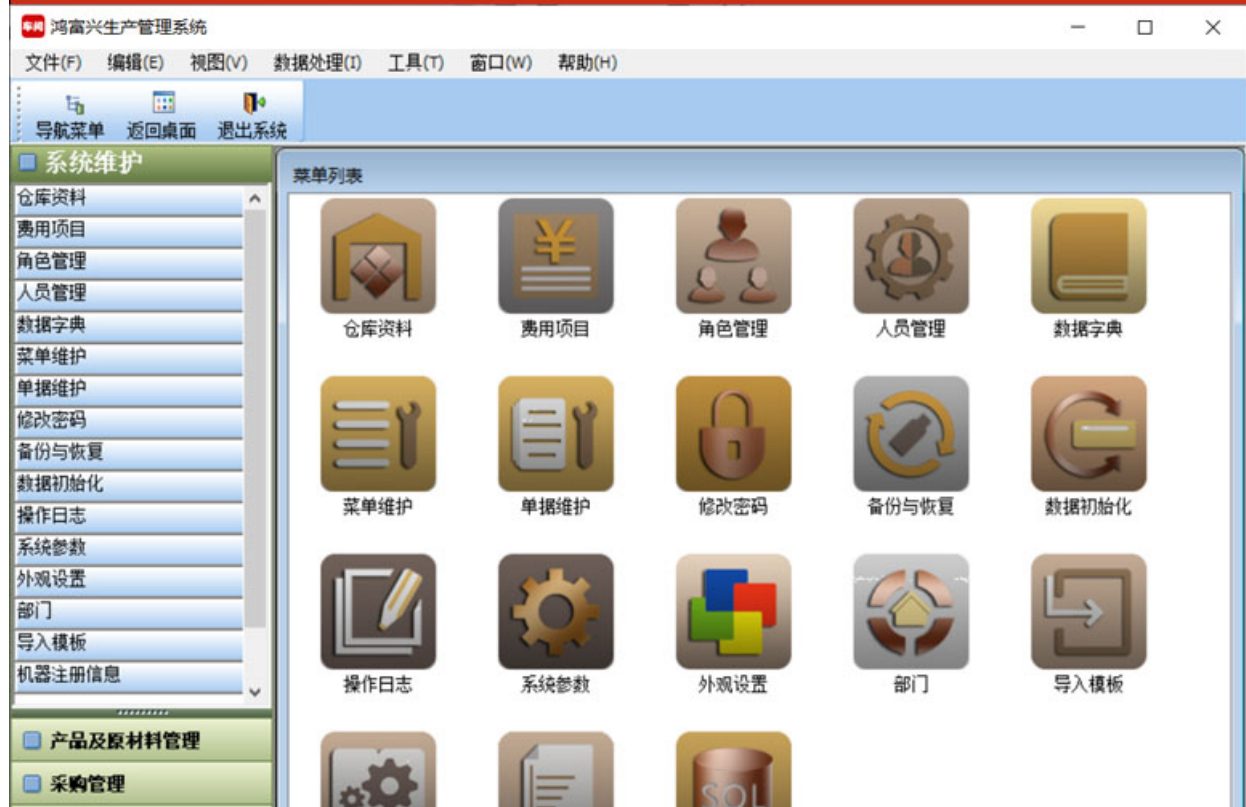 车间 鸿富兴生产管理系统
文件(F) 编辑(E) 视图(V) 数据处理(I) 工具(T) 窗口(W) 帮助(H)
导航菜单 返回桌面 退出系统
系统维护
仓库资料
费用项目
角色管理
人员管理
数据字典
菜单维护
单据维护
修改密码
备份与恢复
数据初始化
操作日志
系统参数
外观设置
部门
导入模板
机器注册信息
产品及原材料管理
采购管理
菜单列表
¥
仓库资料 费用项目 角色管理 人员管理 数据字典
菜单维护 单据维护 修改密码 备份与恢复 数据初始化
操作日志 系统参数 外观设置 部门 导入模板
SQL